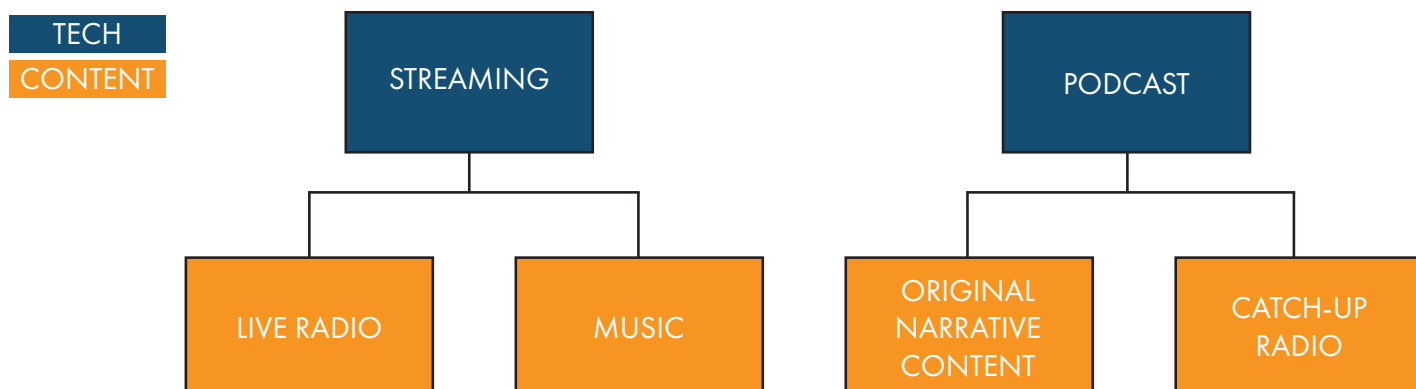 TECH
CONTENT
STREAMING
PODCAST
LIVE RADIO
MUSIC
ORIGINAL
NARRATIVE
CONTENT
CATCH-UP
RADIO